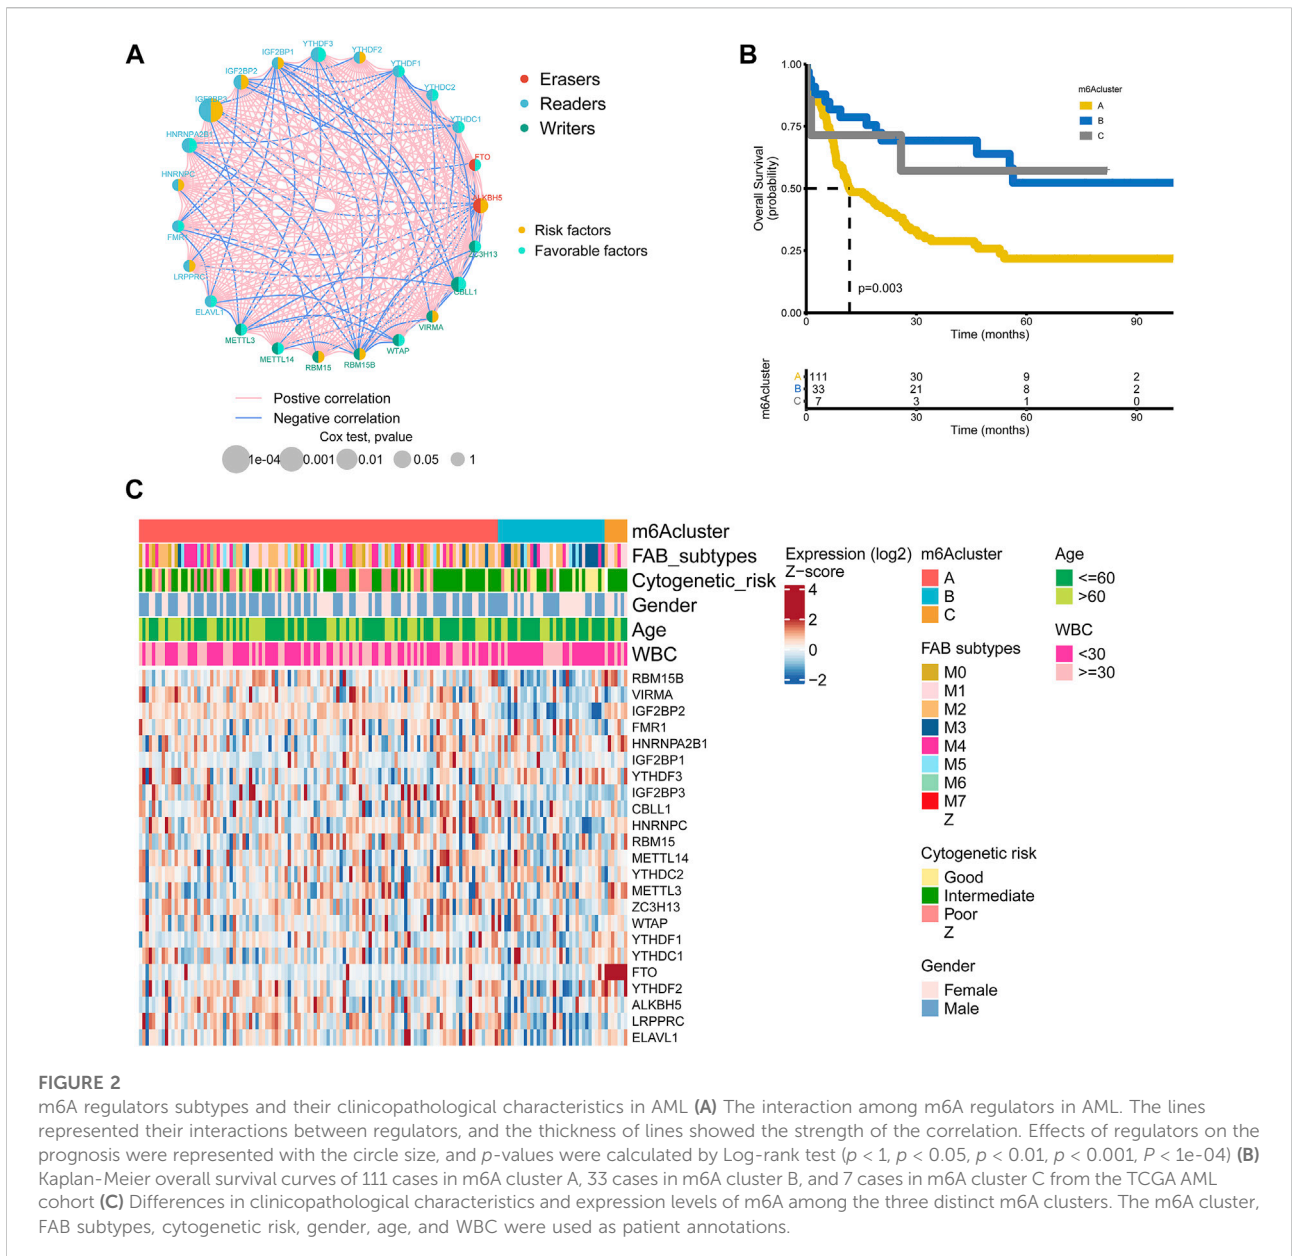 A
YTHDF3
YTHDF2
IGF2BP1
YTHDF1
IGF2BP2
YTHDC2
IGF2BP3
YTHDC1
HNRNPA2B1
FTO
HNRNPC
ALKBH5
FMR1
ZC3H13
LRPPRC
CBLL1
ELAVL1
VIRMA
METTL3
WTAP
METTL14
RBM15B
RBM15
Erasers
Readers
Writers
Risk factors
Favorable factors
Postive correlation
Negative correlation
Cox test, pvalue
1e-04 0.001 0.01 0.05 1
B
m6Acluster
A
B
C
Overall Survival
(probability)
1.00
0.75
0.50
0.25
0.00
p=0.003
0 30 60 90
Time (months)
m6Acluster
A 111 30 9 2
B 33 21 8 2
C 7 3 1 0
0 30 60 90
Time (months)
C
m6Acluster
FAB_subtypes
Cytogenetic_risk
Gender
Age
WBC
RBM15B
VIRMA
IGF2BP2
FMR1
HNRNPA2B1
IGF2BP1
YTHDF3
IGF2BP3
CBLL1
HNRNPC
RBM15
METTL14
YTHDC2
METTL3
ZC3H13
WTAP
YTHDF1
YTHDC1
FTO
YTHDF2
ALKBH5
LRPPRC
ELAVL1
Expression (log2)
Z−score
4
2
0
−2
m6Acluster
A
B
C
FAB subtypes
M0
M1
M2
M3
M4
M5
M6
M7
Z
Cytogenetic risk
Good
Intermediate
Poor
Z
Gender
Female
Male
Age
<=60
>60
WBC
<30
>=30
FIGURE 2
m6A regulators subtypes and their clinicopathological characteristics in AML (A) The interaction among m6A regulators in AML. The lines
represented their interactions between regulators, and the thickness of lines showed the strength of the correlation. Effects of regulators on the
prognosis were represented with the circle size, and p-values were calculated by Log-rank test (p < 1, p < 0.05, p < 0.01, p < 0.001, P < 1e-04) (B)
Kaplan-Meier overall survival curves of 111 cases in m6A cluster A, 33 cases in m6A cluster B, and 7 cases in m6A cluster C from the TCGA AML
cohort (C) Differences in clinicopathological characteristics and expression levels of m6A among the three distinct m6A clusters. The m6A cluster,
FAB subtypes, cytogenetic risk, gender, age, and WBC were used as patient annotations.